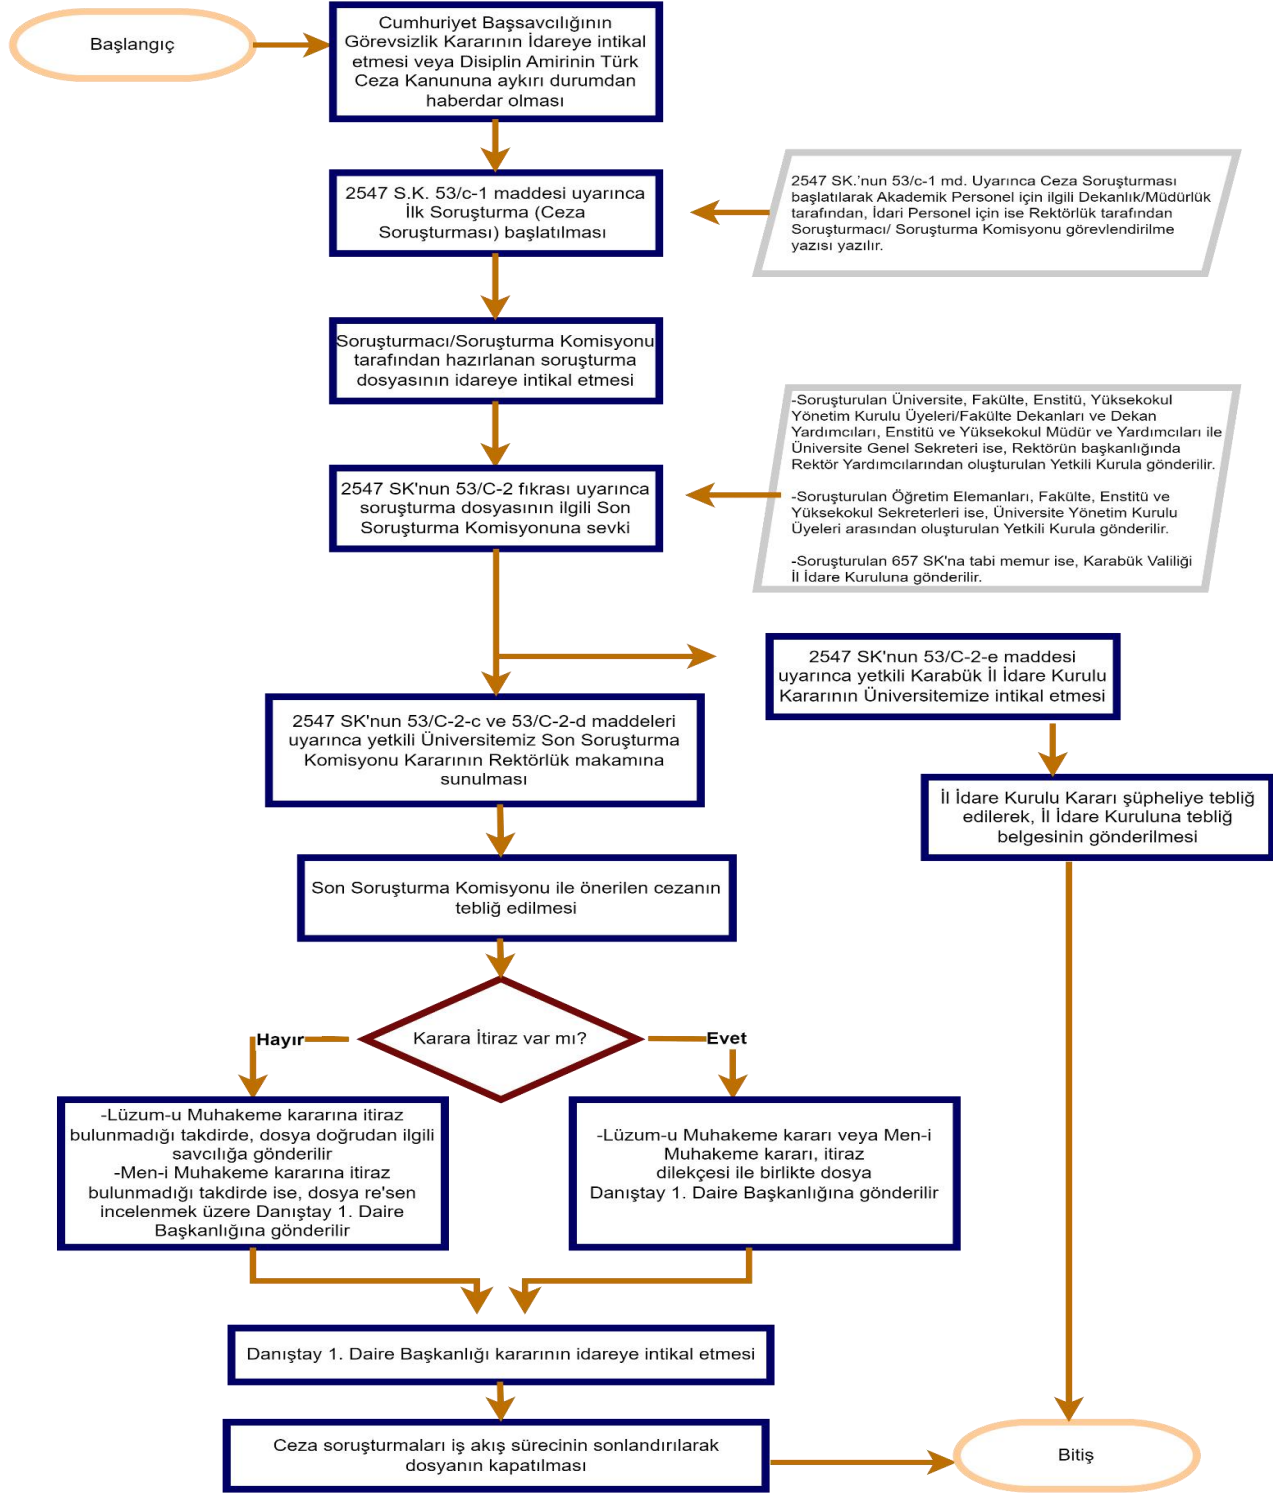 Başlangıç
Cumhuriyet Başsavcılığının
Görevsizlik Kararının İdareye intikal
etmesi veya Disiplin Amirinin Türk
Ceza Kanununa aykırı durumdan
haberdar olması
2547 S.K. 53/c-1 maddesi uyarınca
İlk Soruşturma (Ceza
Soruşturması) başlatılması
2547 SK.'nun 53/c-1 md. Uyarınca Ceza Soruşturması
başlatılarak Akademik Personel için ilgili Dekanlık/Müdürlük
tarafından, İdari Personel için ise Rektörlük tarafından
Soruşturmacı/ Soruşturma Komisyonu görevlendirilme
yazısı yazılır.
Soruşturmacı/Soruşturma Komisyonu
tarafından hazırlanan soruşturma
dosyasının idareye intikal etmesi
-Soruşturulan Üniversite, Fakülte, Enstitü, Yüksekokul
Yönetim Kurulu Üyeleri/Fakülte Dekanları ve Dekan
Yardımcıları, Enstitü ve Yüksekokul Müdür ve Yardımcıları ile
Üniversite Genel Sekreteri ise, Rektörün başkanlığında
Rektör Yardımcılarından oluşturulan Yetkili Kurula gönderilir.
-Soruşturulan Öğretim Elemanları, Fakülte, Enstitü ve
Yüksekokul Sekreterleri ise, Üniversite Yönetim Kurulu
Üyeleri arasından oluşturulan Yetkili Kurula gönderilir.
-Soruşturulan 657 SK'na tabi memur ise, Karabük Valiliği
İl İdare Kuruluna gönderilir.
2547 SK'nun 53/C-2 fıkrası uyarınca
soruşturma dosyasının ilgili Son
Soruşturma Komisyonuna sevki
2547 SK'nun 53/C-2-e maddesi
uyarınca yetkili Karabük İl İdare Kurulu
Kararının Üniversitemize intikal etmesi
2547 SK'nun 53/C-2-c ve 53/C-2-d maddeleri
uyarınca yetkili Üniversitemiz Son Soruşturma
Komisyonu Kararının Rektörlük makamına
sunulması
İl İdare Kurulu Kararı şüpheliye tebliğ
edilerek, İl İdare Kuruluna tebliğ
belgesinin gönderilmesi
Son Soruşturma Komisyonu ile önerilen cezanın
tebliğ edilmesi
Karara İtiraz var mı?
Hayır
Evet
-Lüzum-u Muhakeme kararına itiraz
bulunmadığı takdirde, dosya doğrudan ilgili
savcılığa gönderilir
-Men-i Muhakeme kararına itiraz
bulunmadığı takdirde ise, dosya re'sen
incelenmek üzere Danıştay 1. Daire
Başkanlığına gönderilir
-Lüzum-u Muhakeme kararı veya Men-i
Muhakeme kararı, itiraz
dilekçesi ile birlikte dosya
Danıştay 1. Daire Başkanlığına gönderilir
Danıştay 1. Daire Başkanlığı kararının idareye intikal etmesi
Ceza soruşturmaları iş akış sürecinin sonlandırılarak
dosyanın kapatılması
Bitiş